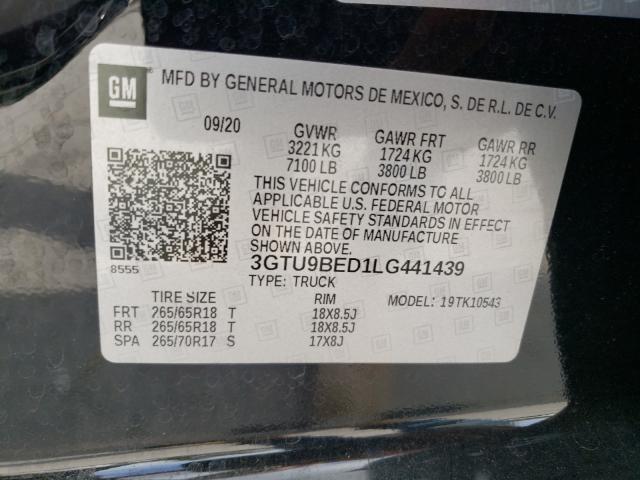 GM ® MFD BY GENERAL MOTORS DE MEXICO, S. DE R.L. DE C.V.
09/20 GVWR GAWR FRT GAWR RR
3221 KG 1724 KG 1724 KG
7100 LB 3800 LB 3800 LB
THIS VEHICLE CONFORMS TO ALL
APPLICABLE U.S. FEDERAL MOTOR
VEHICLE SAFETY STANDARDS IN EFFECT
ON THE DATE OF MANUFACTURE
SHOWN ABOVE.
8555 3GTU9BED1LG441439
TYPE: TRUCK
TIRE SIZE RIM MODEL: 19TK10543
FRT 265/65R18 T 18X8.5J
RR 265/65R18 T 18X8.5J
SPA 265/70R17 S 17X8J